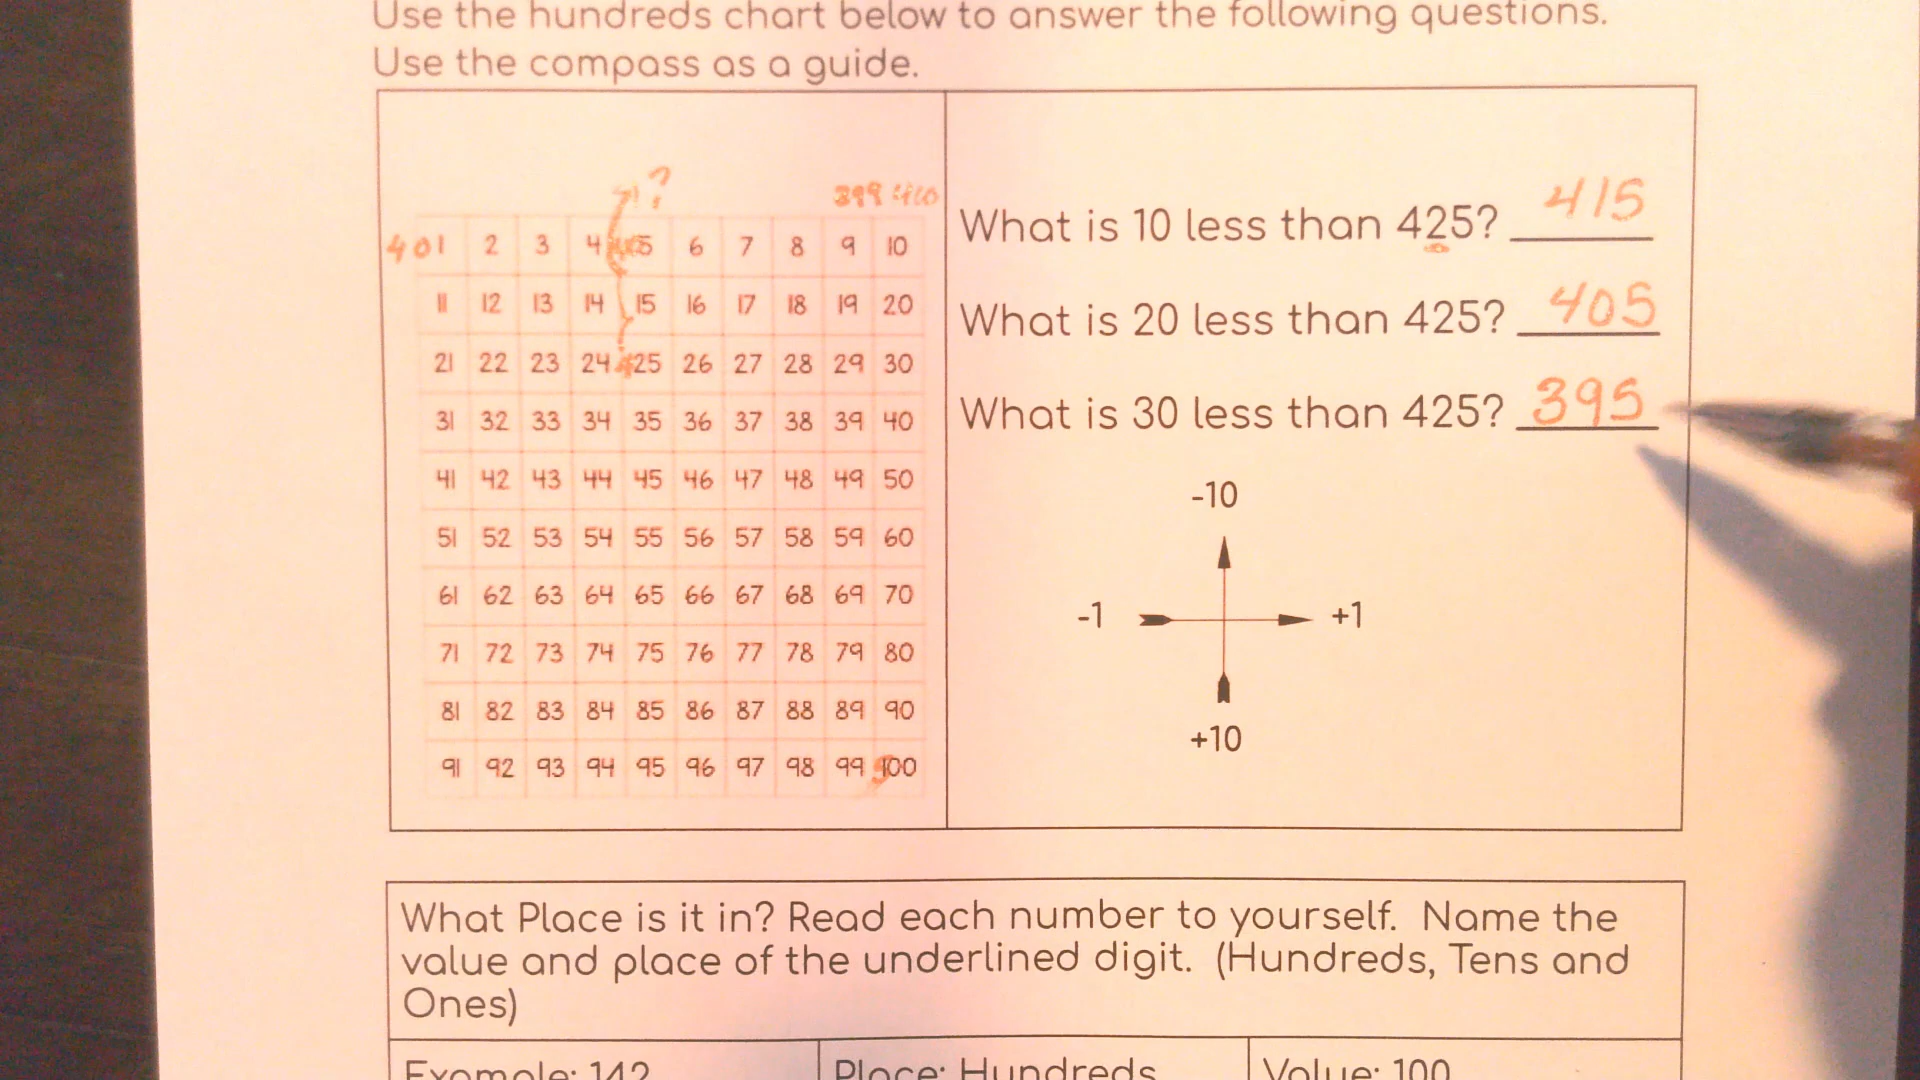 Use the hundreds chart below to answer the following questions.
Use the compass as a guide.
?
399 400
401 2 3 4 405 6 7 8 9 10
11 12 13 14 15 16 17 18 19 20
21 22 23 24 425 26 27 28 29 30
31 32 33 34 35 36 37 38 39 40
41 42 43 44 45 46 47 48 49 50
51 52 53 54 55 56 57 58 59 60
61 62 63 64 65 66 67 68 69 70
71 72 73 74 75 76 77 78 79 80
81 82 83 84 85 86 87 88 89 90
91 92 93 94 95 96 97 98 99 100
What is 10 less than 425? 415
What is 20 less than 425? 405
What is 30 less than 425? 395
-10
-1 +1
+10
What Place is it in? Read each number to yourself. Name the
value and place of the underlined digit. (Hundreds, Tens and
Ones)
Example: 142 Place: Hundreds Value: 100